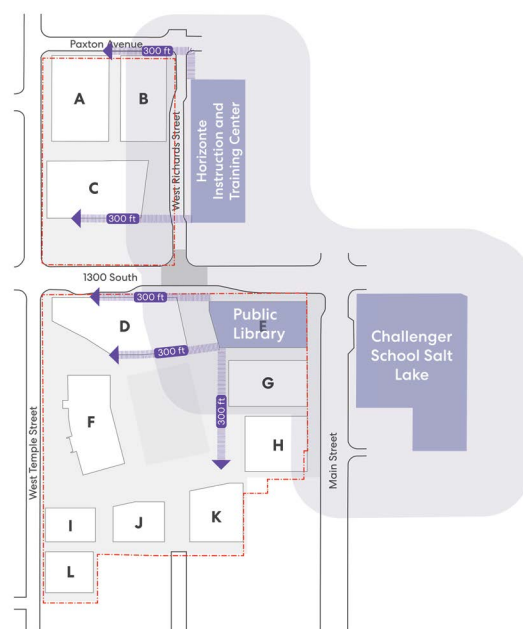 Paxton Avenue
300 ft
A
B
Horizonte
Instruction and
Training Center
West Richards Street
C
300 ft
1300 South
300 ft
D
Public
Library
E
300 ft
Challenger
School Salt
Lake
G
300 ft
F
West Temple Street
H
Main Street
I
J
K
L